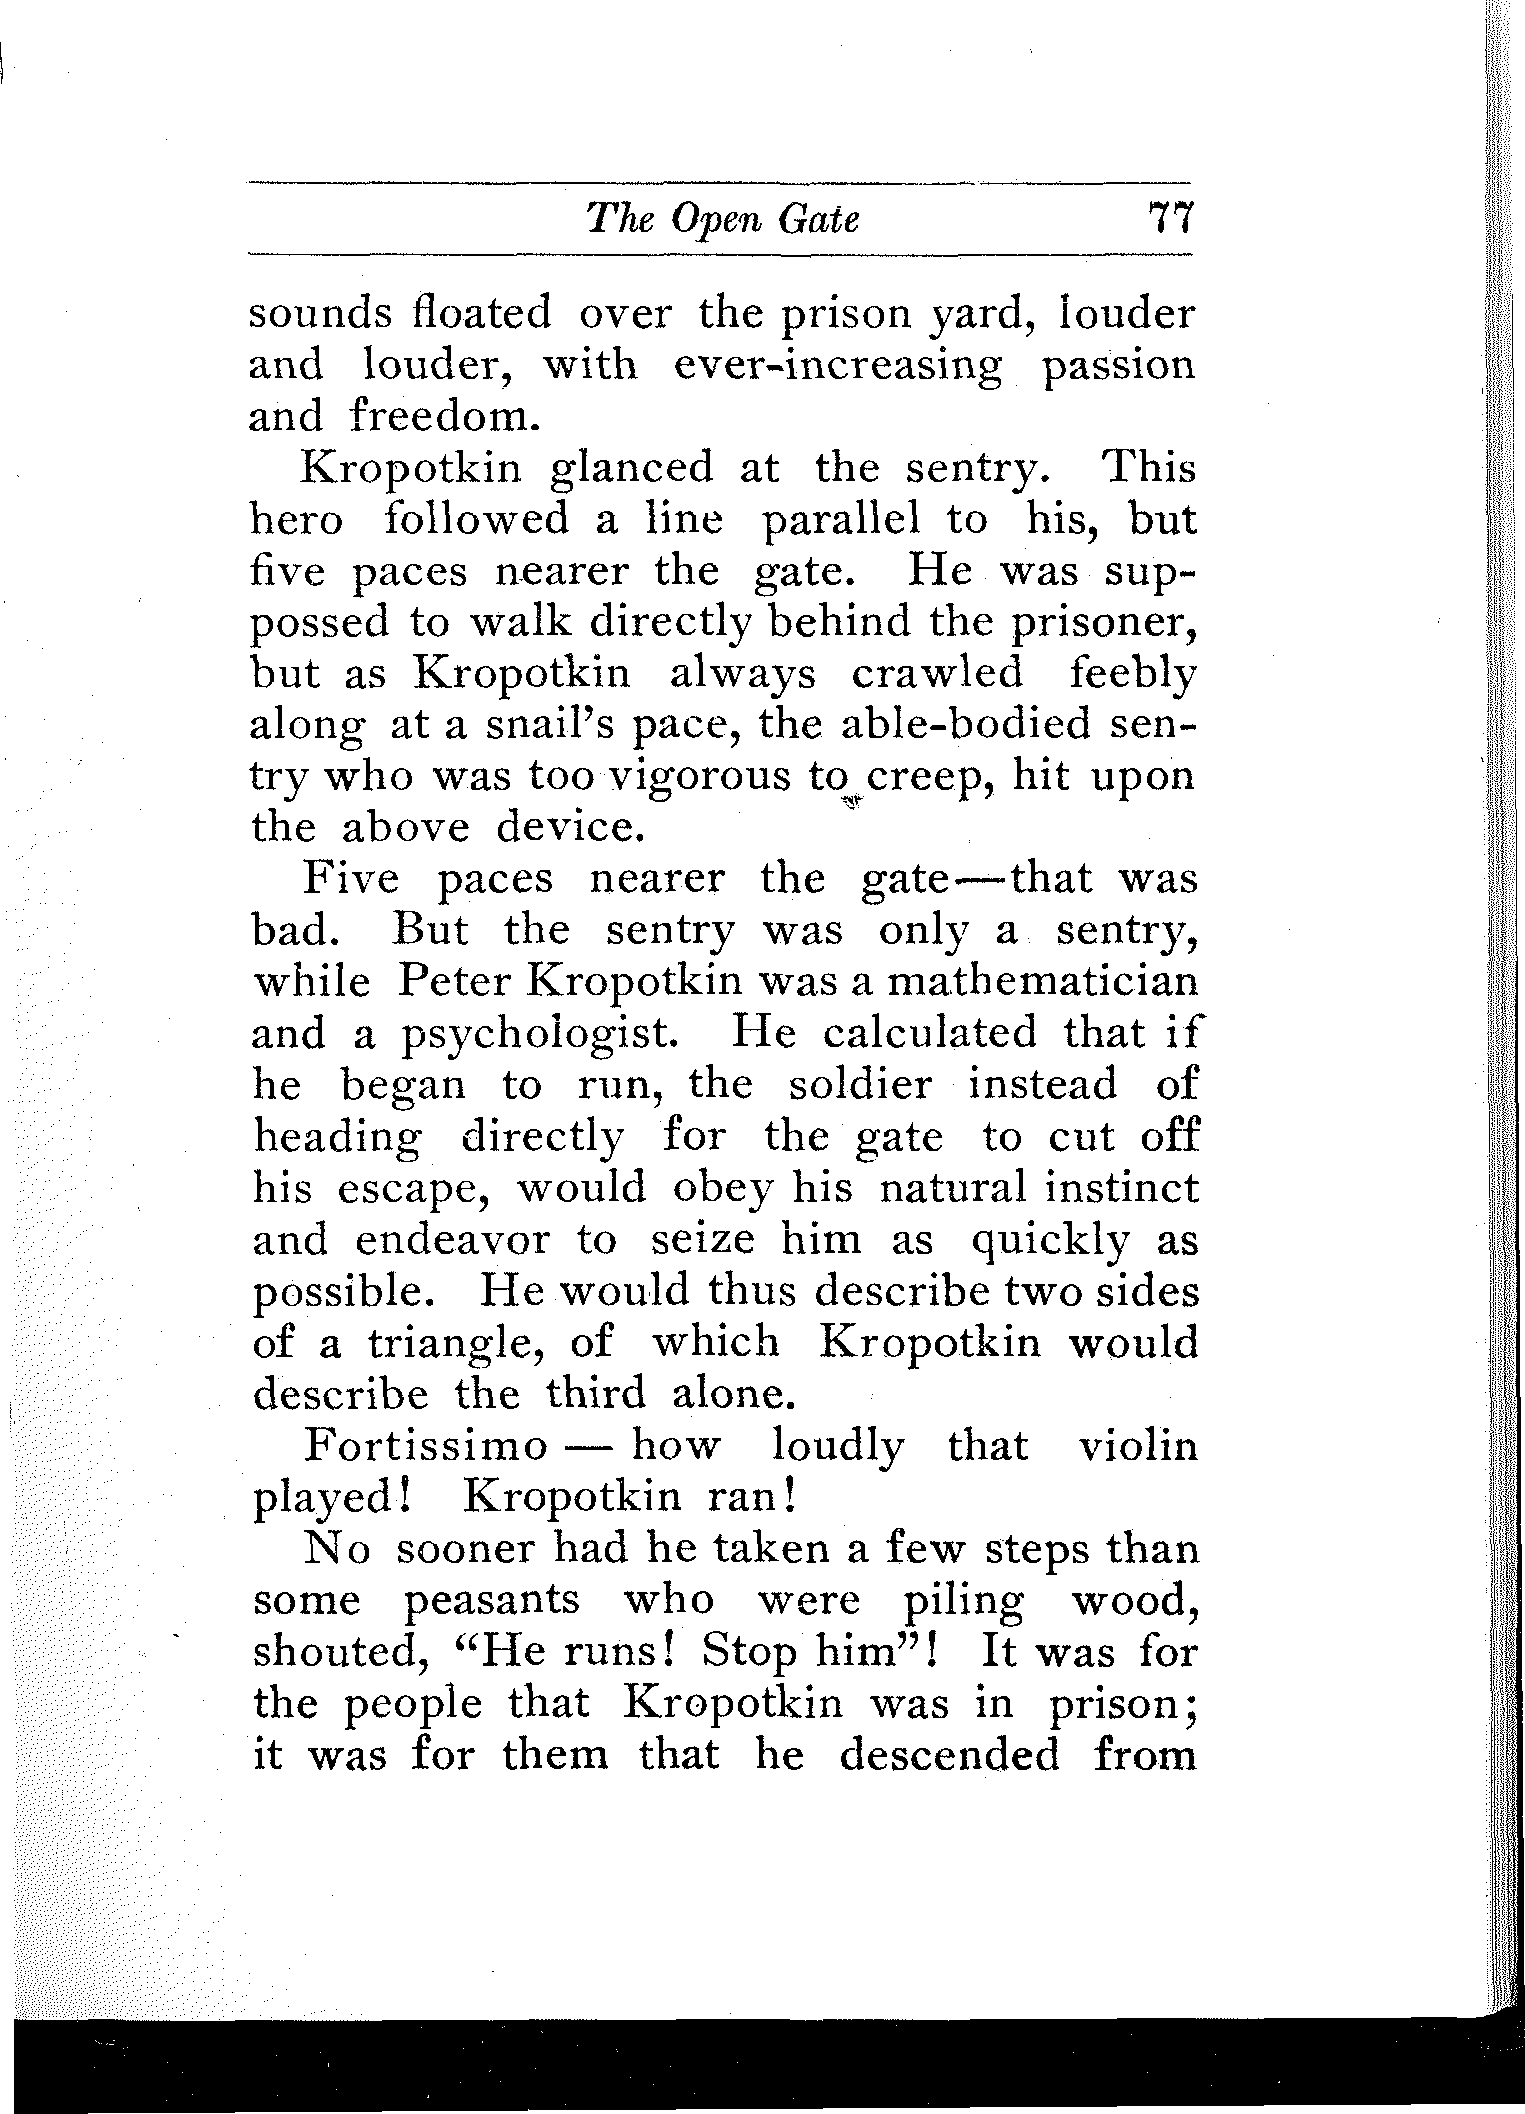 The Open Gate 77
sounds floated over the prison yard, louder
and louder, with ever-increasing passion
and freedom.
Kropotkin glanced at the sentry. This
hero followed a line parallel to his, but
five paces nearer the gate. He was sup-
possed to walk directly behind the prisoner,
but as Kropotkin always crawled feebly
along at a snail's pace, the able-bodied sen-
try who was too vigorous to creep, hit upon
the above device.
Five paces nearer the gate—that was
bad. But the sentry was only a sentry,
while Peter Kropotkin was a mathematician
and a psychologist. He calculated that if
he began to run, the soldier instead of
heading directly for the gate to cut off
his escape, would obey his natural instinct
and endeavor to seize him as quickly as
possible. He would thus describe two sides
of a triangle, of which Kropotkin would
describe the third alone.
Fortissimo — how loudly that violin
played! Kropotkin ran!
No sooner had he taken a few steps than
some peasants who were piling wood,
shouted, “He runs! Stop him”! It was for
the people that Kropotkin was in prison;
it was for them that he descended from